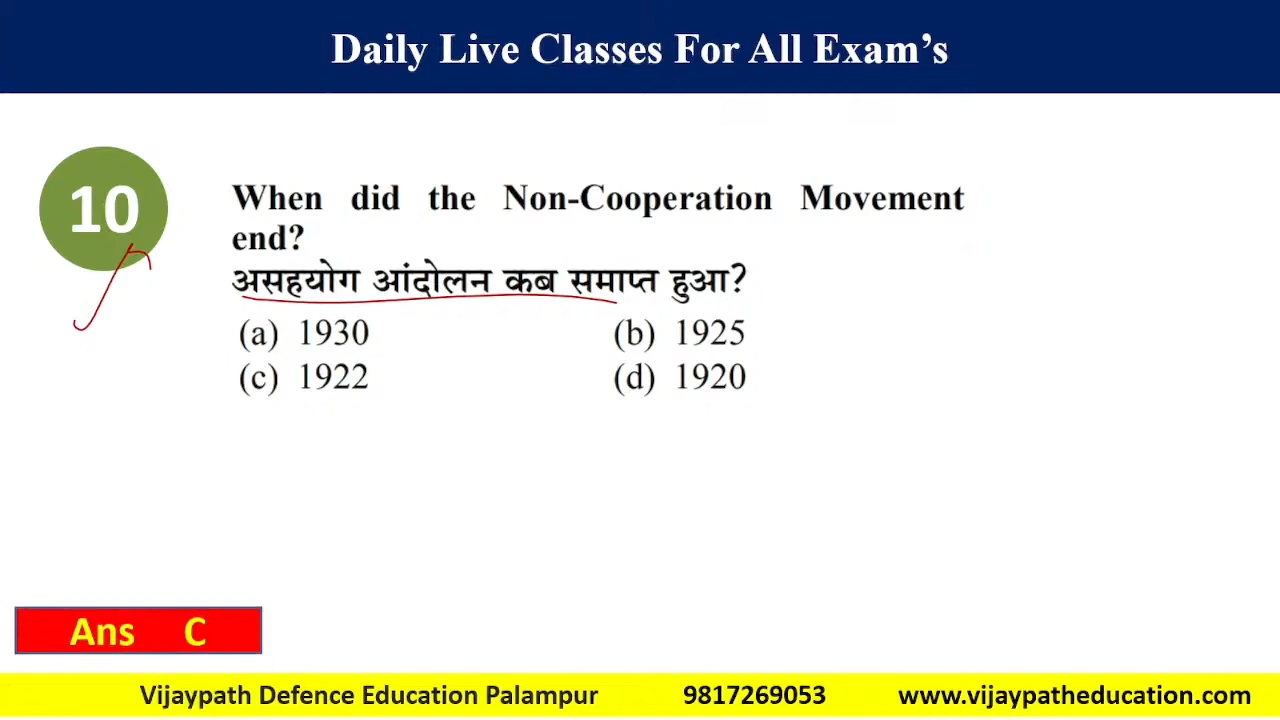 Daily Live Classes For All Exam's
10
When did the Non-Cooperation Movement
end?
असहयोग आंदोलन कब समाप्त हुआ?
(a) 1930 (b) 1925
(c) 1922 (d) 1920
Ans C
Vijaypath Defence Education Palampur 9817269053 www.vijaypatheducation.com